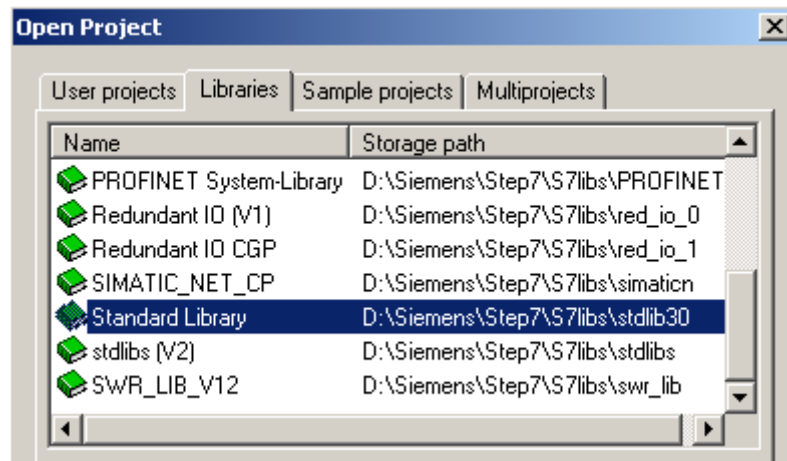 Open Project
User projects Libraries Sample projects Multiprojects
Name Storage path
PROFINET System-Library D:\Siemens\Step7\S7libs\PROFINET
Redundant IO (V1) D:\Siemens\Step7\S7libs\red_io_0
Redundant IO CGP D:\Siemens\Step7\S7libs\red_io_1
SIMATIC_NET_CP D:\Siemens\Step7\S7libs\simaticn
Standard Library D:\Siemens\Step7\S7libs\stdlib30
stdlibs (V2) D:\Siemens\Step7\S7libs\stdlibs
SWR_LIB_V12 D:\Siemens\Step7\S7libs\swr_lib